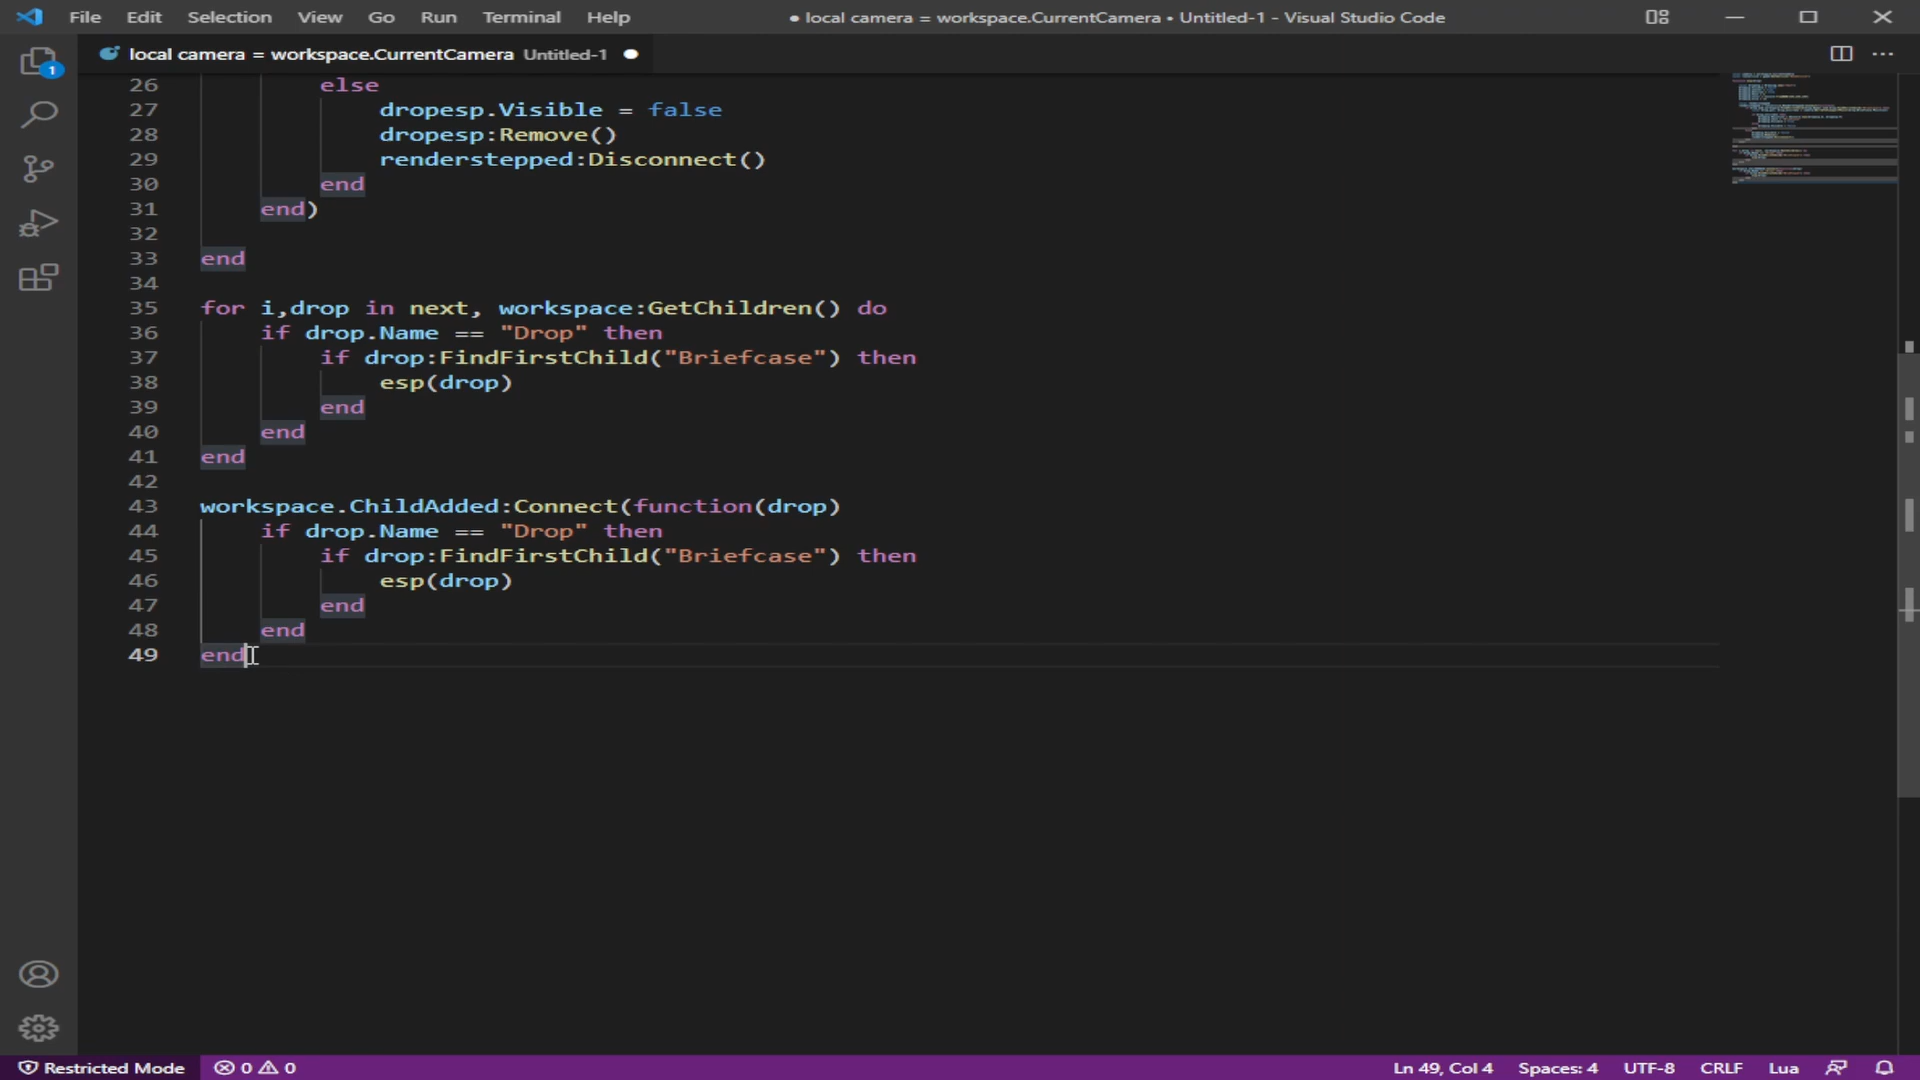 File Edit Selection View Go Run Terminal Help
● local camera = workspace.CurrentCamera • Untitled-1 - Visual Studio Code
local camera = workspace.CurrentCamera Untitled-1 ●
1
26 else
27 dropesp.Visible = false
28 dropesp:Remove()
29 renderstepped:Disconnect()
30 end
31 end)
32
33 end
34
35 for i,drop in next, workspace:GetChildren() do
36 if drop.Name == "Drop" then
37 if drop:FindFirstChild("Briefcase") then
38 esp(drop)
39 end
40 end
41 end
42
43 workspace.ChildAdded:Connect(function(drop)
44 if drop.Name == "Drop" then
45 if drop:FindFirstChild("Briefcase") then
46 esp(drop)
47 end
48 end
49 end
Restricted Mode 0 0 Ln 49, Col 4 Spaces: 4 UTF-8 CRLF Lua